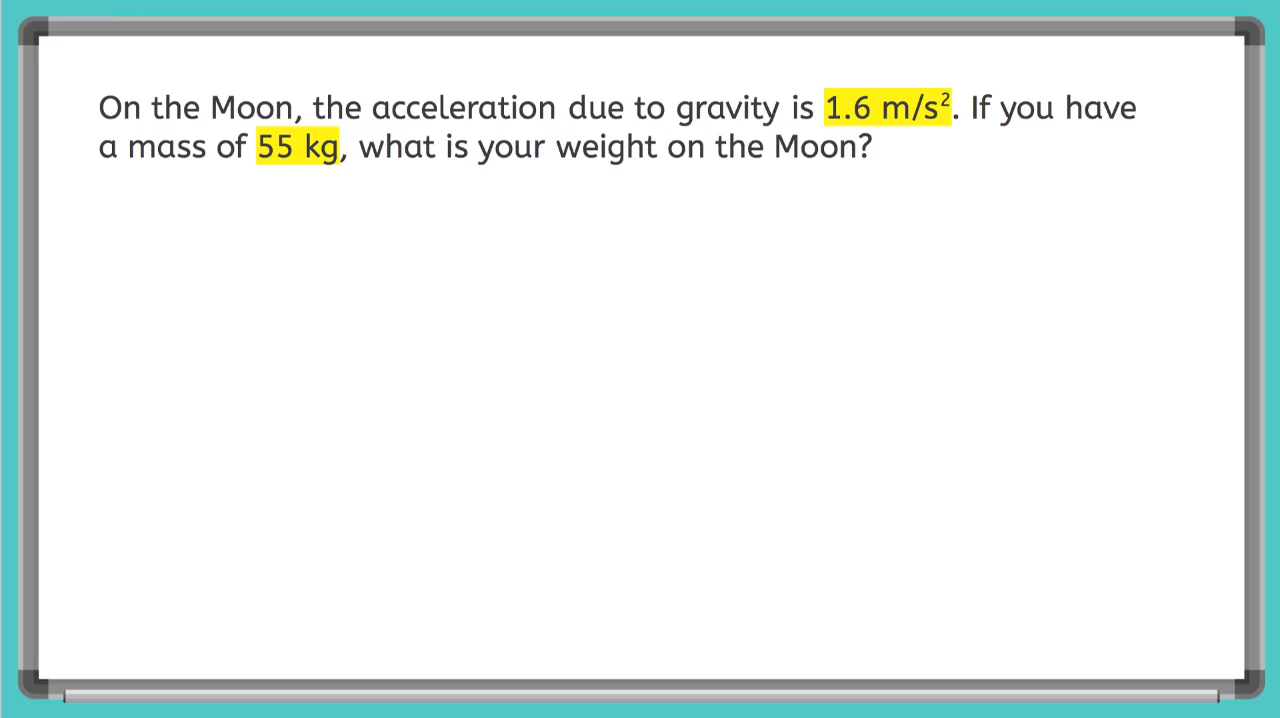 On the Moon, the acceleration due to gravity is 1.6 m/s². If you have
a mass of 55 kg, what is your weight on the Moon?